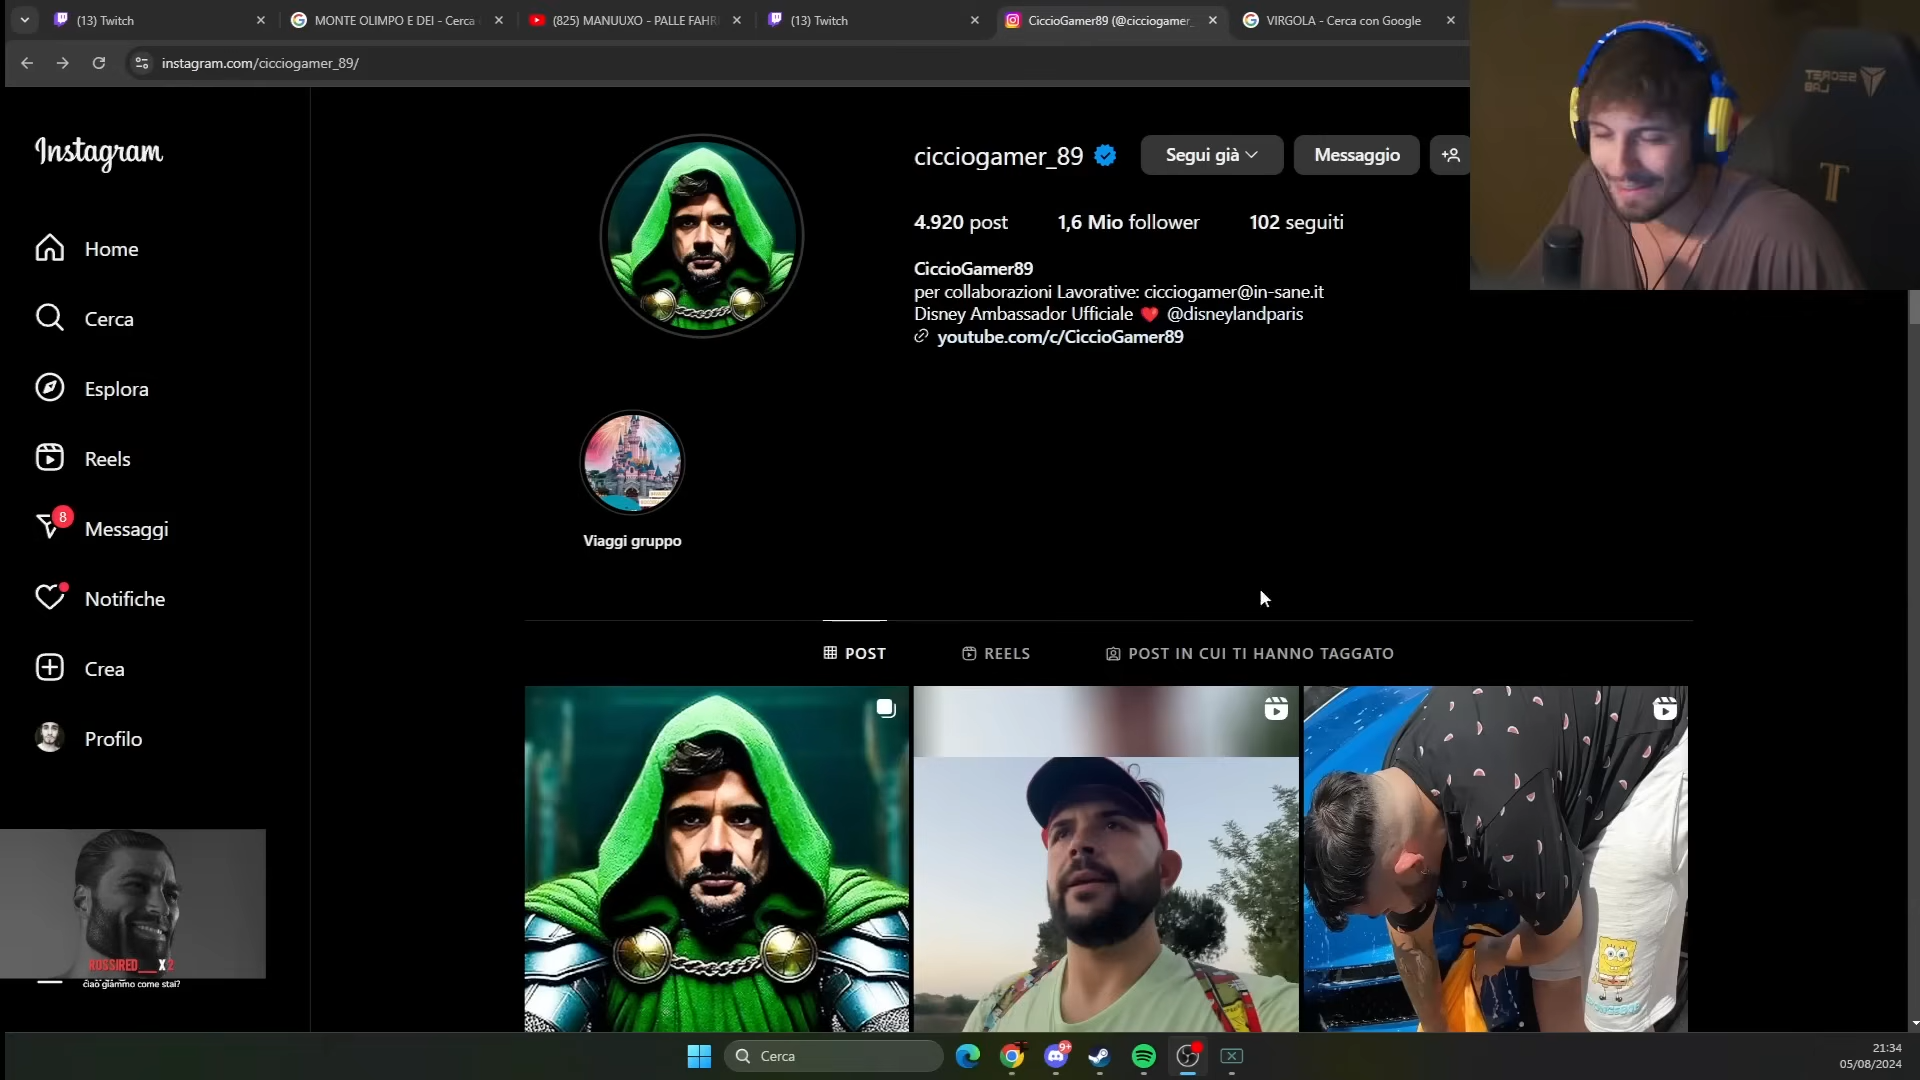 (13) Twitch
MONTE OLIMPO E DEI - Cerca
(825) MANUUXO - PALLE FAHR
(13) Twitch
CiccioGamer89 (@cicciogamer_
VIRGOLA - Cerca con Google
instagram.com/cicciogamer_89/
Instagram
Home
Cerca
Esplora
Reels
8
Messaggi
Notifiche
Crea
Profilo
cicciogamer_89
Segui già
Messaggio
4.920 post
1,6 Mio follower
102 seguiti
CiccioGamer89
per collaborazioni Lavorative: cicciogamer@in-sane.it
Disney Ambassador Ufficiale ❤️ @disneylandparis
youtube.com/c/CiccioGamer89
Viaggi gruppo
POST
REELS
POST IN CUI TI HANNO TAGGATO
ROSSIRED___ X 2
ciao giammo come stai?
Cerca
9+
21:34
05/08/2024